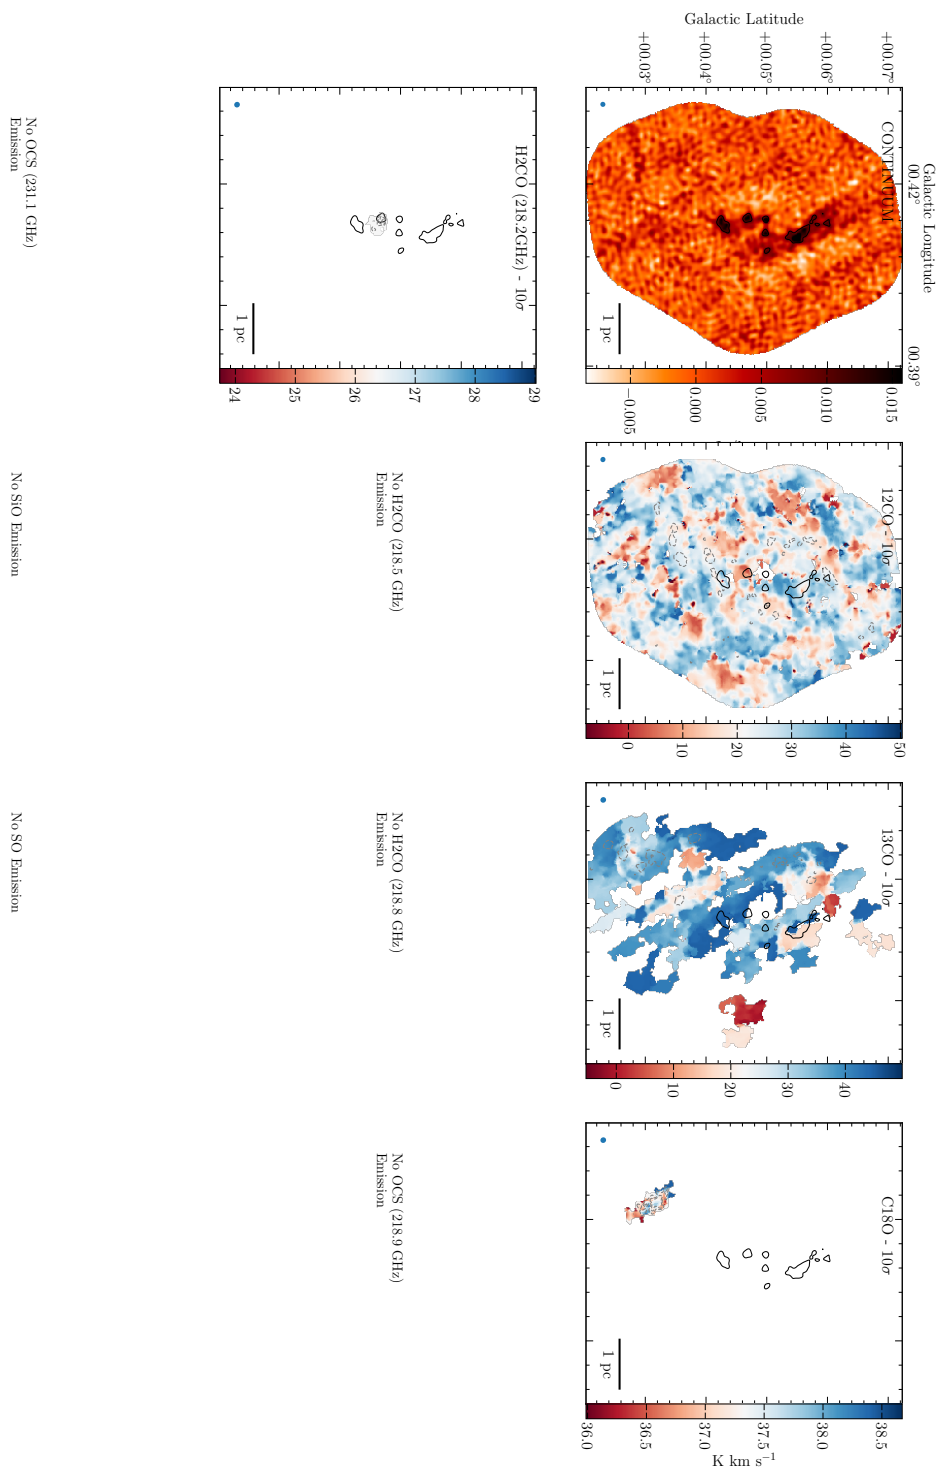 Galactic Longitude
00.42°
00.39°
Galactic Latitude
+00.07°
+00.06°
+00.05°
+00.04°
+00.03°
CONTINUUM
1 pc
0.015
0.010
0.005
0.000
−0.005
12CO - 10σ
1 pc
50
40
30
20
10
0
13CO - 10σ
1 pc
40
30
20
10
0
C18O - 10σ
1 pc
38.5
38.0
37.5
37.0
36.5
36.0
K km s⁻¹
H2CO (218.2GHz) - 10σ
1 pc
29
28
27
26
25
24
No H2CO (218.5 GHz)
Emission
No H2CO (218.8 GHz)
Emission
No OCS (218.9 GHz)
Emission
No OCS (231.1 GHz)
Emission
No SiO Emission
No SO Emission